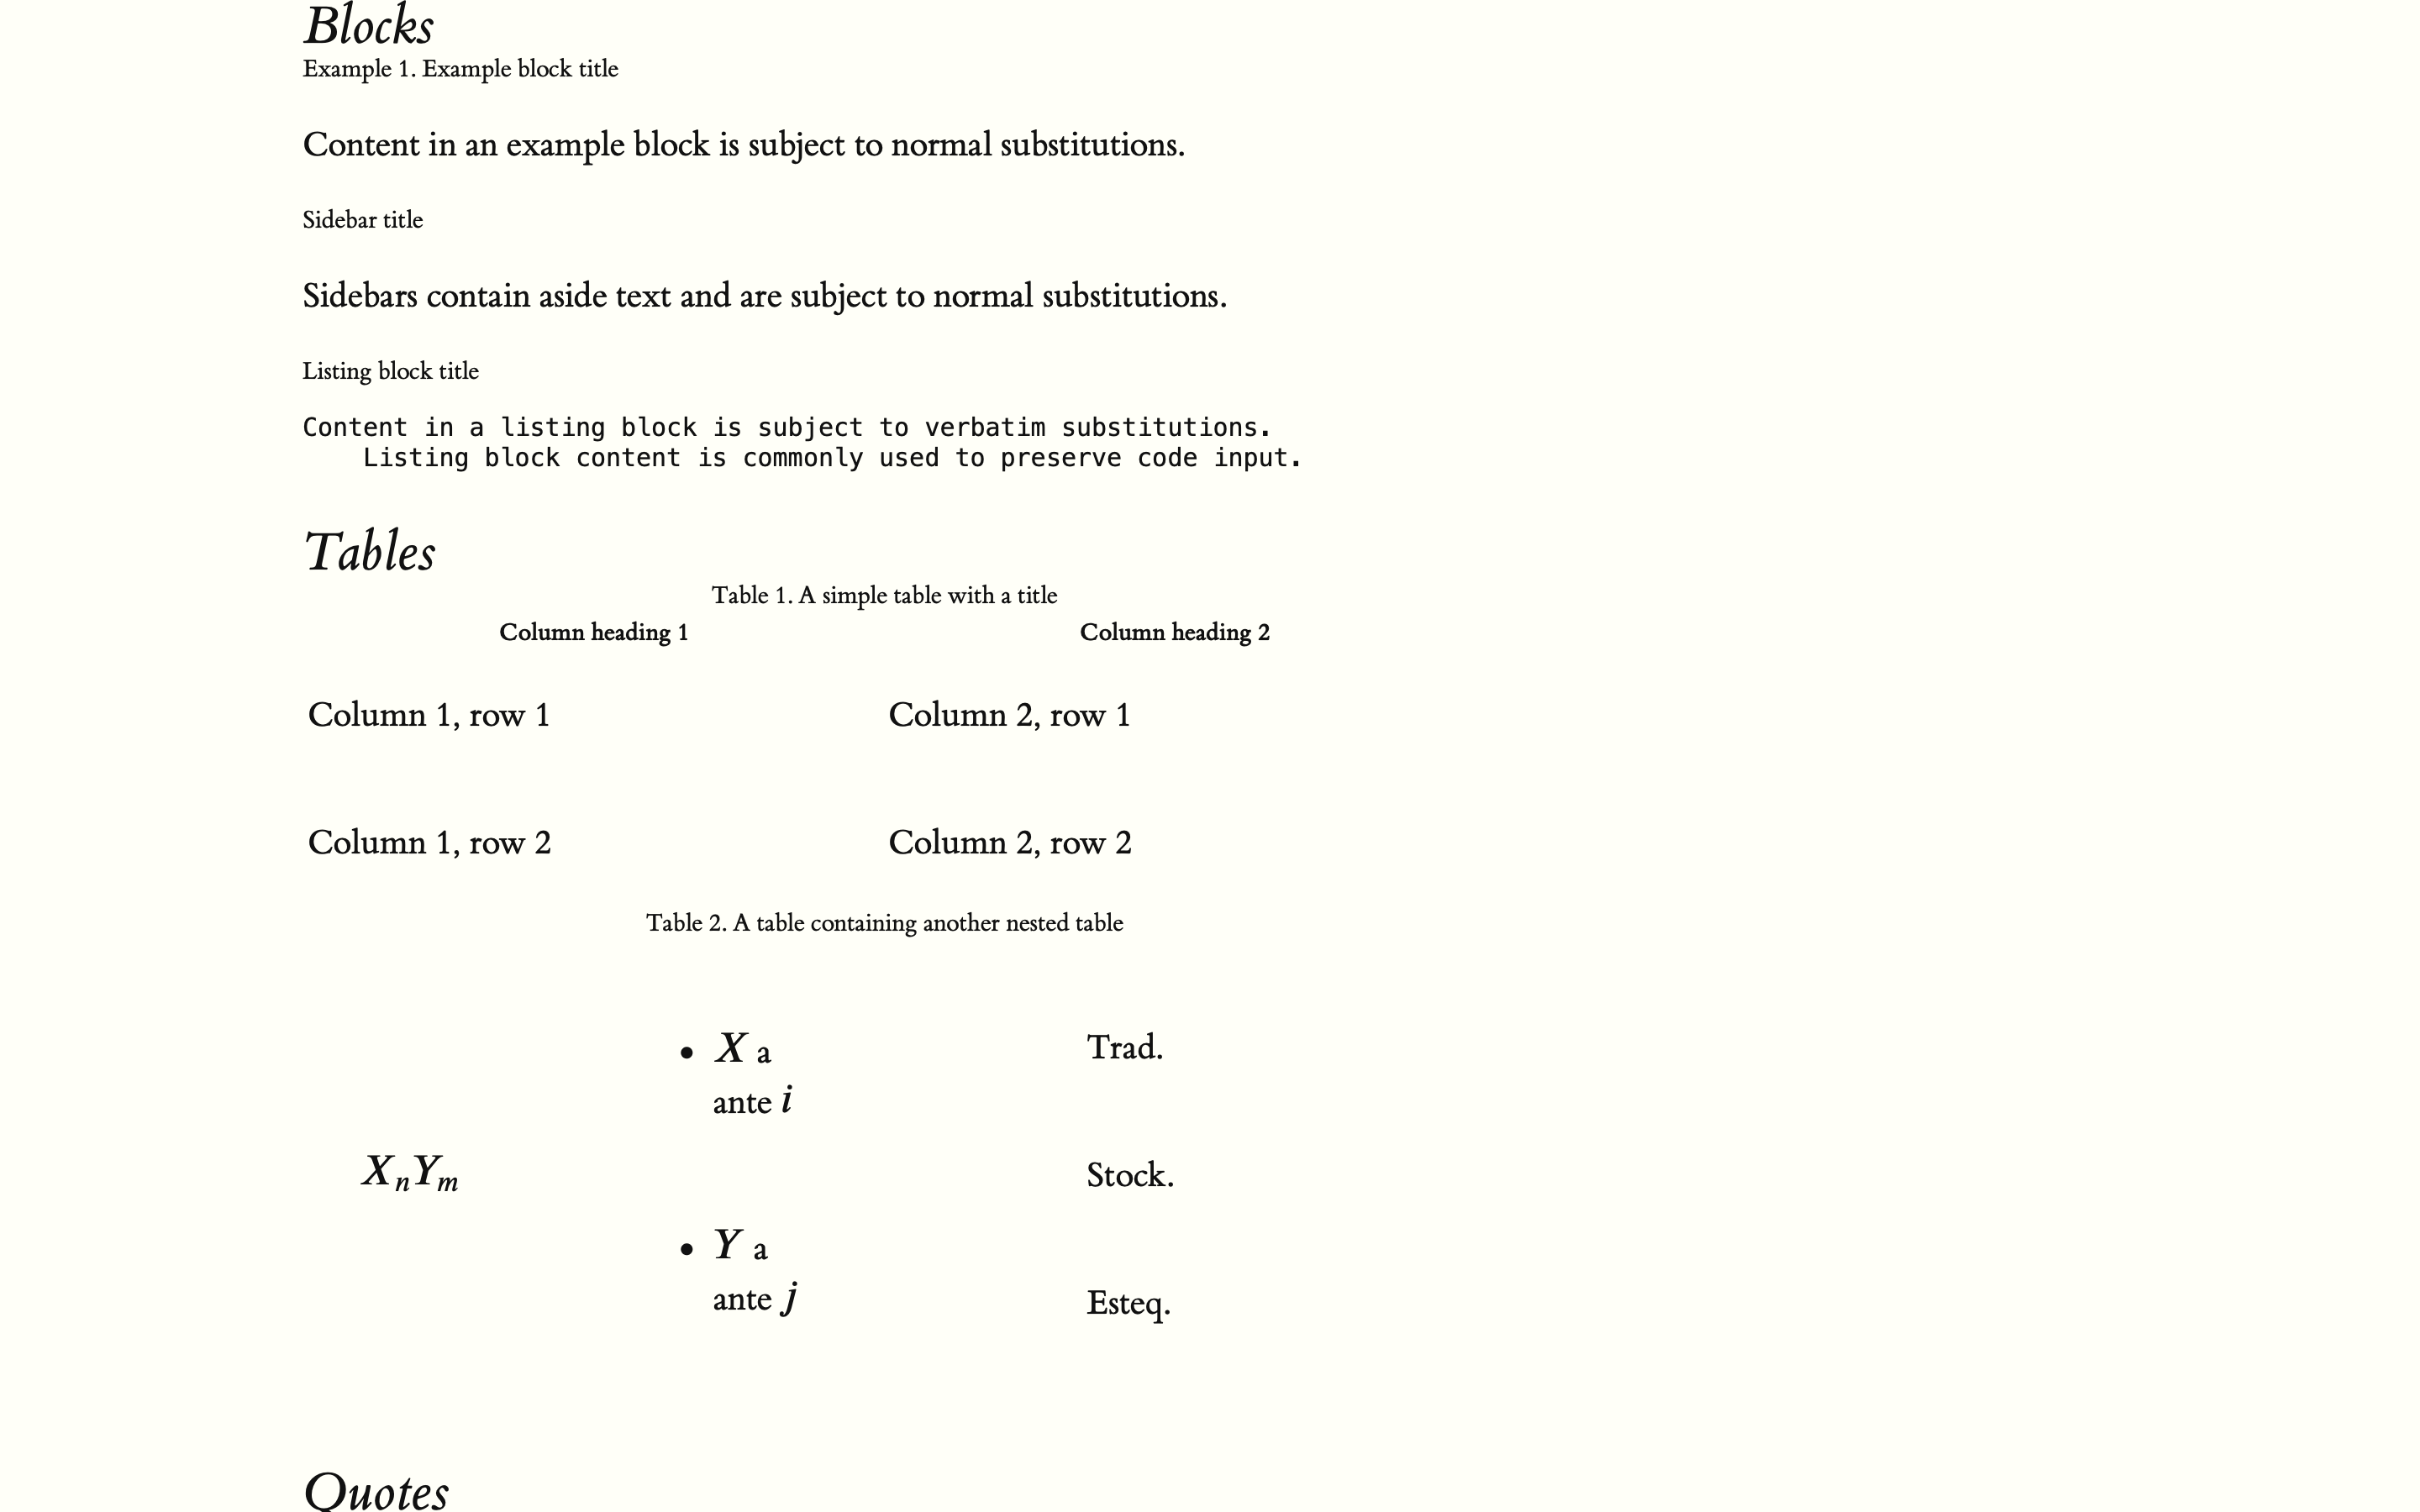 Blocks
Example 1. Example block title
Content in an example block is subject to normal substitutions.
Sidebar title
Sidebars contain aside text and are subject to normal substitutions.
Listing block title
Content in a listing block is subject to verbatim substitutions.
    Listing block content is commonly used to preserve code input.
Tables
Table 1. A simple table with a title
Column heading 1 Column heading 2
Column 1, row 1 Column 2, row 1
Column 1, row 2 Column 2, row 2
Table 2. A table containing another nested table
• X a Trad.
ante i
XnYm Stock.
• Y a
ante j Esteq.
Quotes